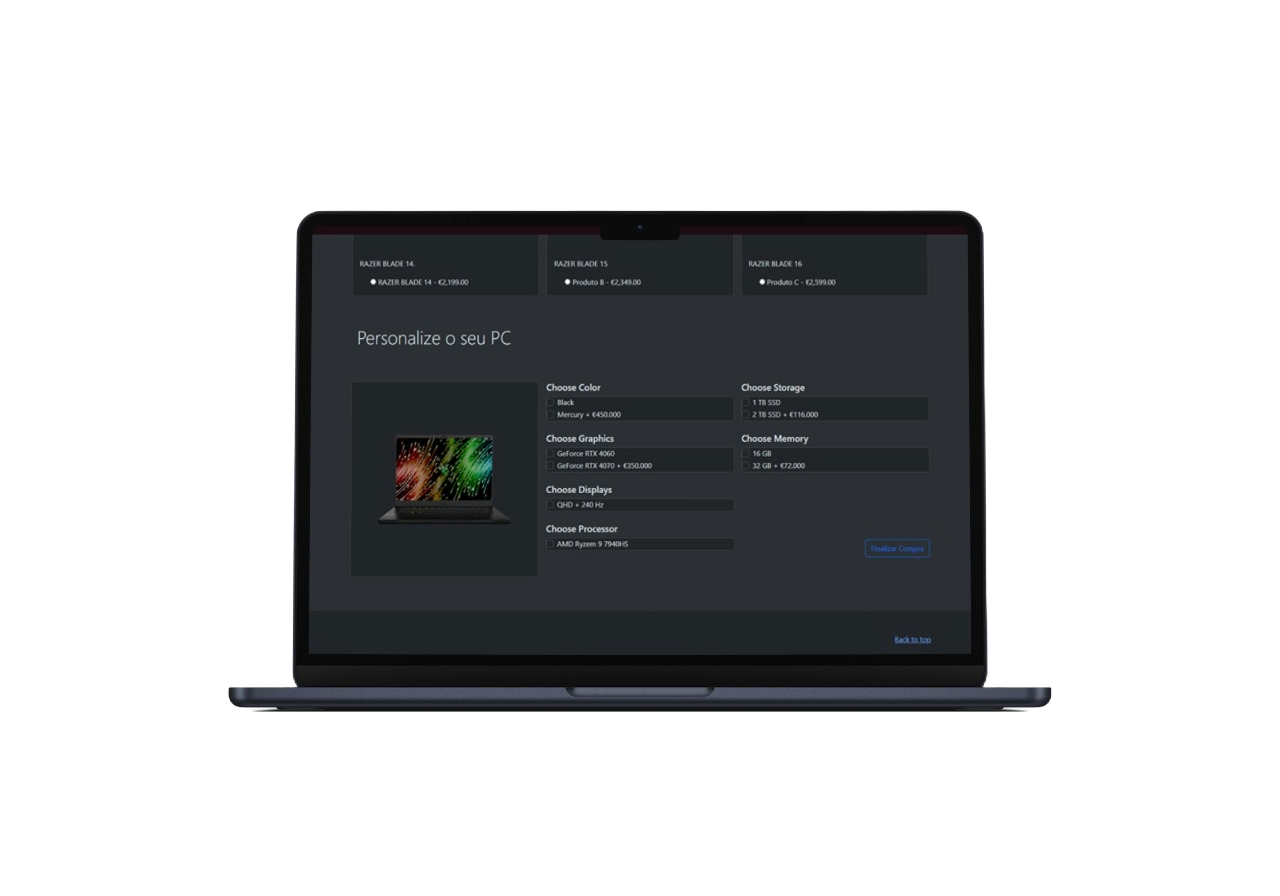 RAZER BLADE 14.
RAZER BLADE 14 - €2,199.00
RAZER BLADE 15
Produto B - €2,349.00
RAZER BLADE 16
Produto C - €2,599.00
Personalize o seu PC
Choose Color
Black
Mercury + €450.000
Choose Graphics
GeForce RTX 4060
GeForce RTX 4070 + €350.000
Choose Displays
QHD + 240 Hz
Choose Processor
AMD Ryzem 9 7940HS
Choose Storage
1 TB SSD
2 TB SSD + €116.000
Choose Memory
16 GB
32 GB + €72.000
Finalizar Compra
Back to top